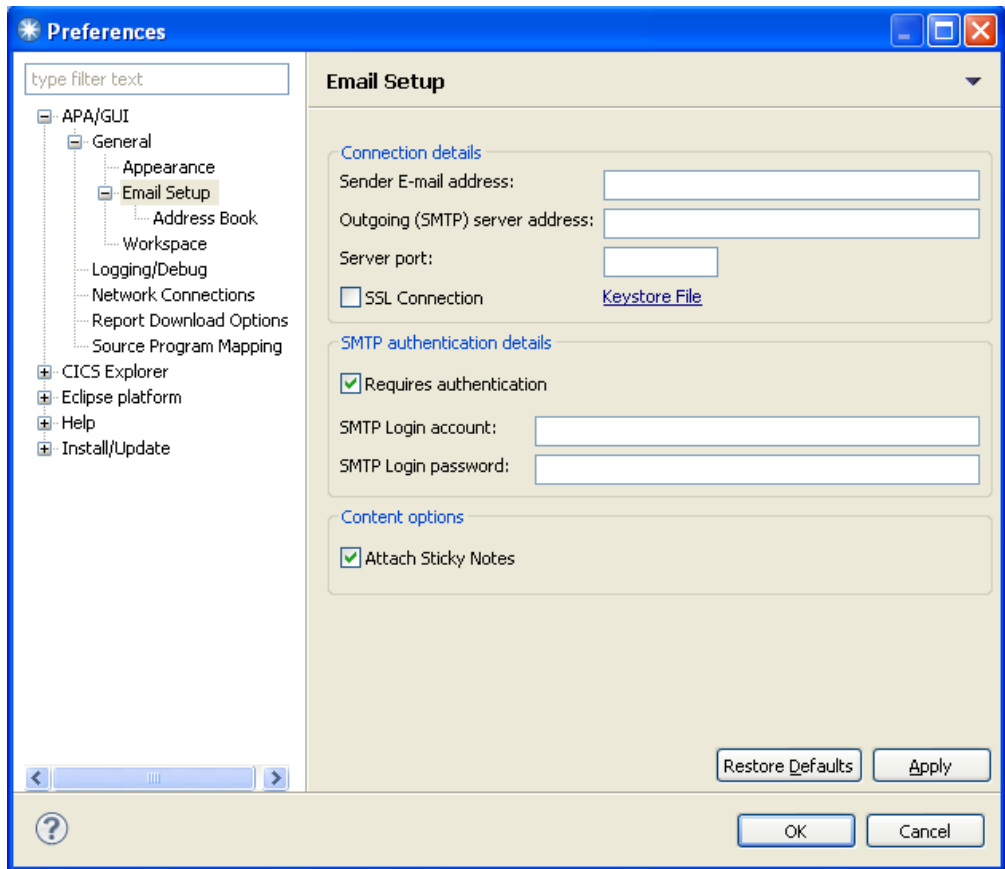 Preferences
type filter text
APA/GUI
General
Appearance
Email Setup
Address Book
Workspace
Logging/Debug
Network Connections
Report Download Options
Source Program Mapping
CICS Explorer
Eclipse platform
Help
Install/Update
Email Setup
Connection details
Sender E-mail address:
Outgoing (SMTP) server address:
Server port:
SSL Connection Keystore File
SMTP authentication details
Requires authentication
SMTP Login account:
SMTP Login password:
Content options
Attach Sticky Notes
Restore Defaults Apply
? OK Cancel